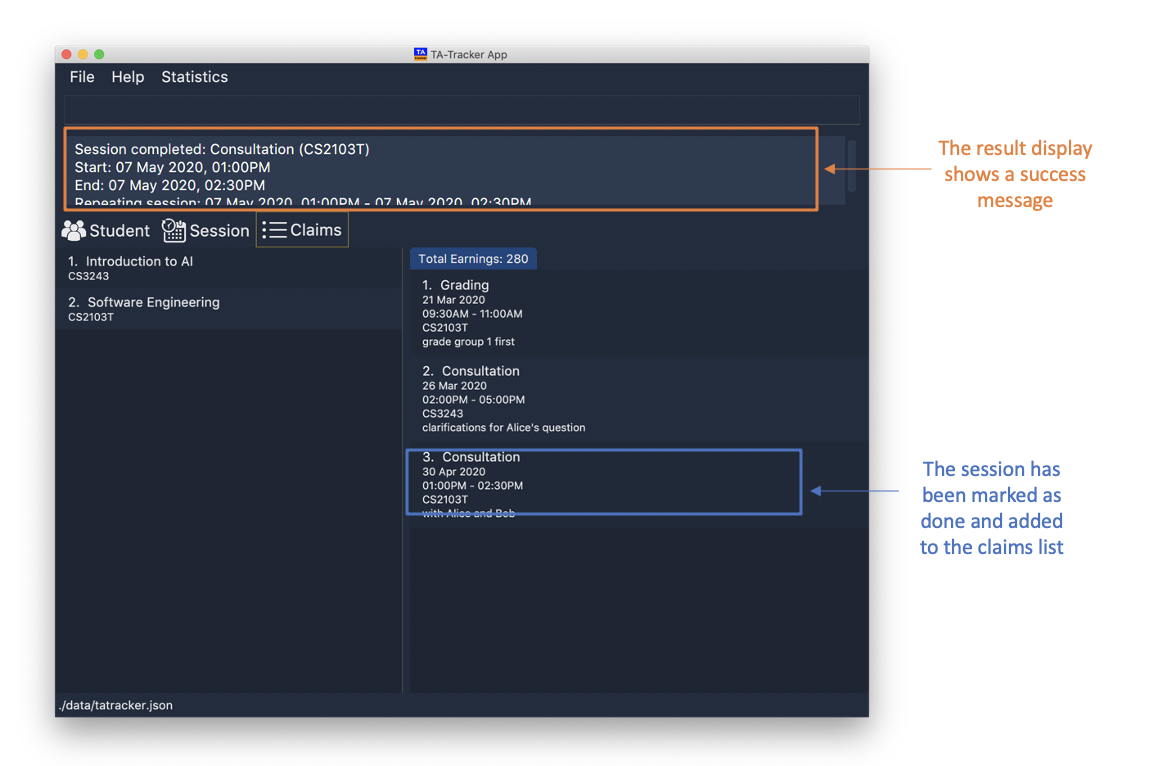 TA-Tracker App
File Help Statistics
Session completed: Consultation (CS2103T)
Start: 07 May 2020, 01:00PM
End: 07 May 2020, 02:30PM
Repeating session: 07 May 2020, 01:00PM - 07 May 2020, 02:30PM
The result display
shows a success
message
Student Session Claims
1. Introduction to AI
CS3243
2. Software Engineering
CS2103T
Total Earnings: 280
1. Grading
21 Mar 2020
09:30AM - 11:00AM
CS2103T
grade group 1 first
2. Consultation
26 Mar 2020
02:00PM - 05:00PM
CS3243
clarifications for Alice's question
3. Consultation
30 Apr 2020
01:00PM - 02:30PM
CS2103T
with Alice and Bob
The session has
been marked as
done and added
to the claims list
./data/tatracker.json